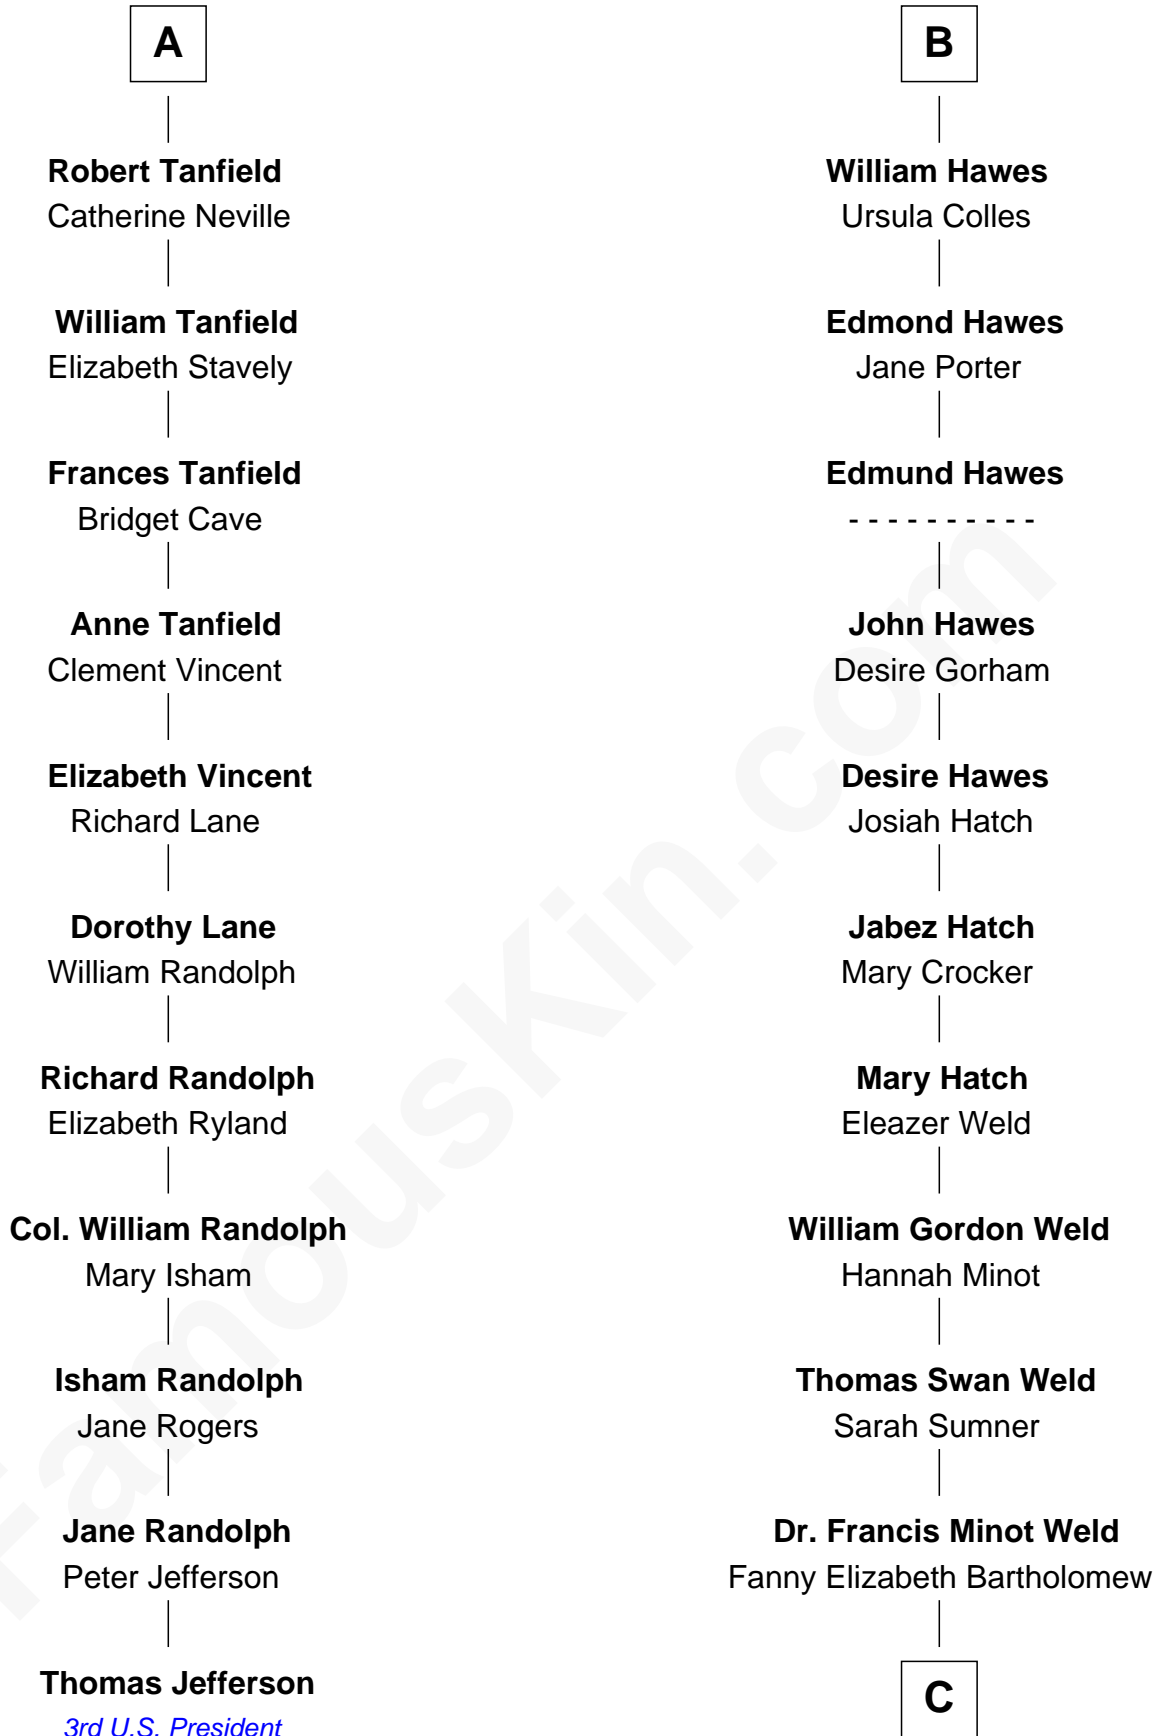 A
Robert Tanfield
Catherine Neville
William Tanfield
Elizabeth Stavely
Frances Tanfield
Bridget Cave
Anne Tanfield
Clement Vincent
Elizabeth Vincent
Richard Lane
Dorothy Lane
William Randolph
Richard Randolph
Elizabeth Ryland
Col. William Randolph
Mary Isham
Isham Randolph
Jane Rogers
Jane Randolph
Peter Jefferson
Thomas Jefferson
3rd U.S. President
B
William Hawes
Ursula Colles
Edmond Hawes
Jane Porter
Edmund Hawes
- - - - - - - - - -
John Hawes
Desire Gorham
Desire Hawes
Josiah Hatch
Jabez Hatch
Mary Crocker
Mary Hatch
Eleazer Weld
William Gordon Weld
Hannah Minot
Thomas Swan Weld
Sarah Sumner
Dr. Francis Minot Weld
Fanny Elizabeth Bartholomew
C
FamousKin.com